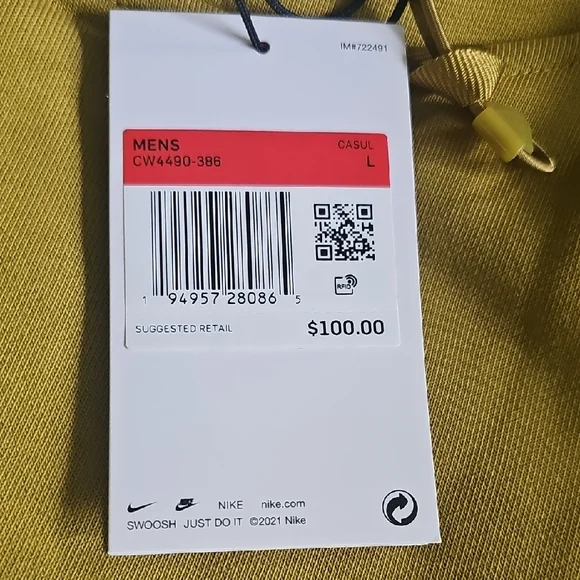 IM#722491
MENS CASUL
CW4490-386 L
1 94957 28086 5
RFID
SUGGESTED RETAIL $100.00
NIKE nike.com
SWOOSH JUST DO IT ©2021 Nike